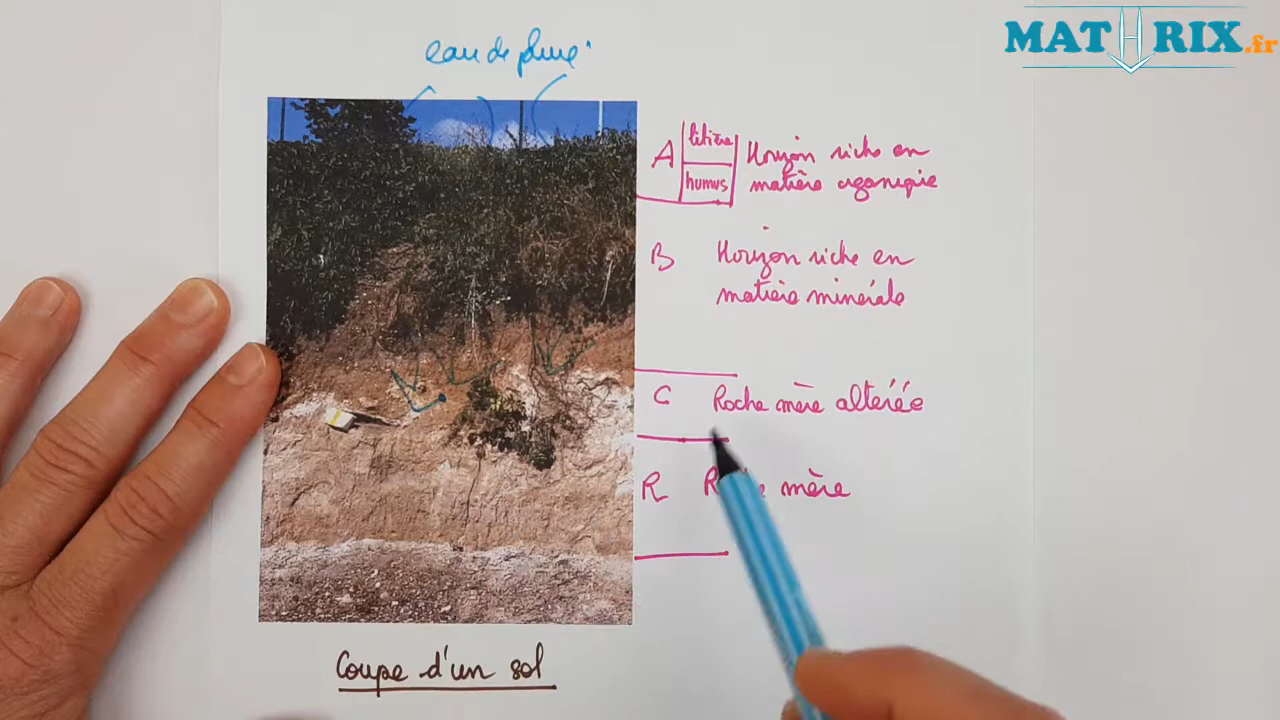 eau de pluie
MATHRIX.fr
A
litière
humus
Horizon riche en
matière organique
B
Horizon riche en
matière minérale
C
Roche mère altérée
R
mère
Coupe d'un sol